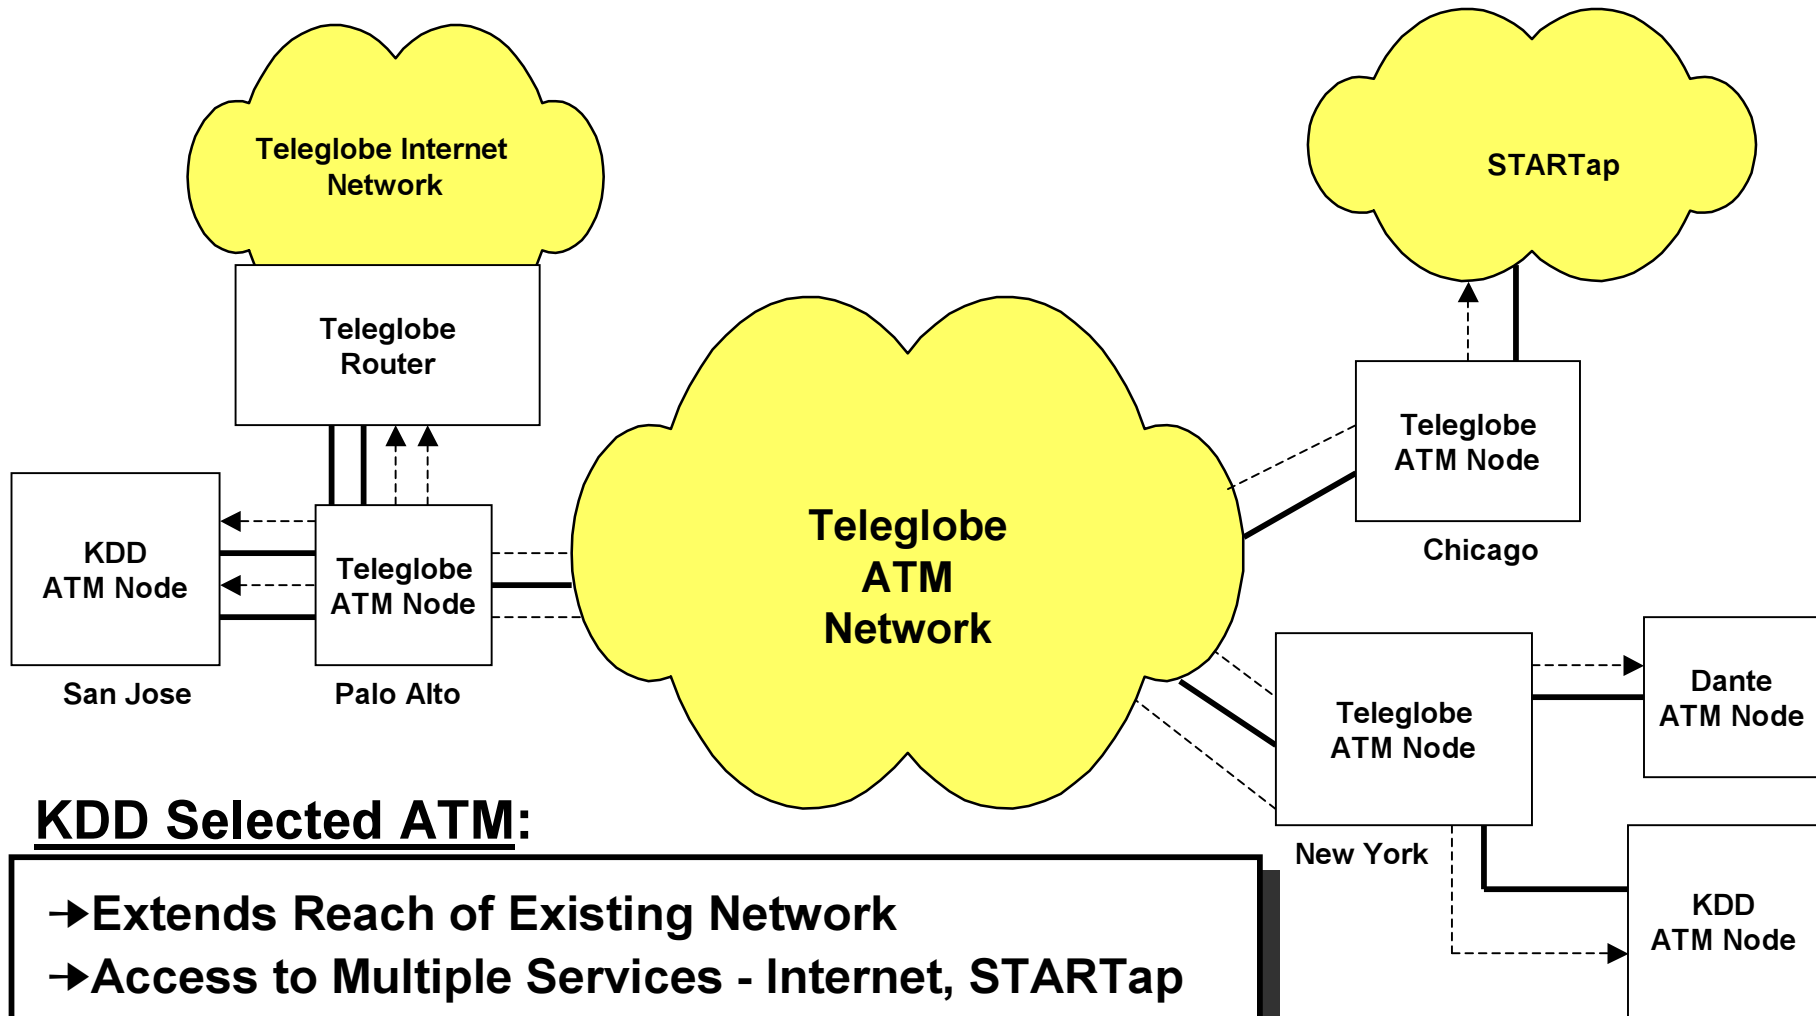 Teleglobe Internet
Network
STARTap
Teleglobe
Router
Teleglobe
ATM Node
Chicago
KDD
ATM Node
San Jose
Teleglobe
ATM Node
Palo Alto
Teleglobe
ATM
Network
Teleglobe
ATM Node
New York
Dante
ATM Node
KDD
ATM Node
KDD Selected ATM:
→Extends Reach of Existing Network
→Access to Multiple Services - Internet, STARTap